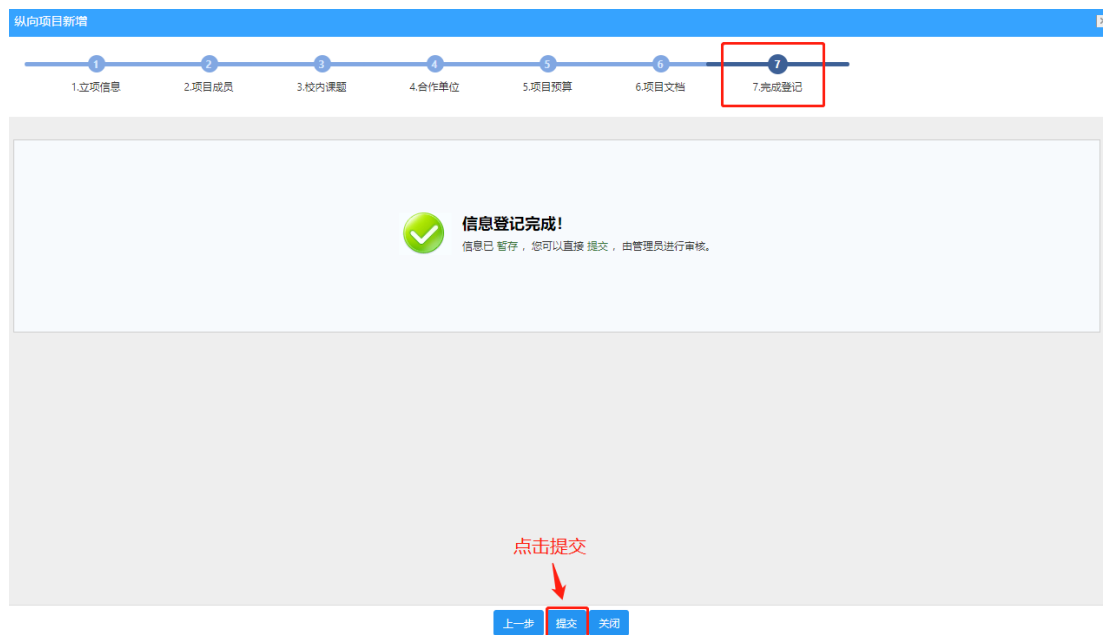 纵向项目新增
1 2 3 4 5 6 7
1.立项信息 2.项目成员 3.校内课题 4.合作单位 5.项目预算 6.项目文档 7.完成登记
信息登记完成!
信息已 暂存 ，您可以直接 提交 ，由管理员进行审核。
点击提交
上一步 提交 关闭